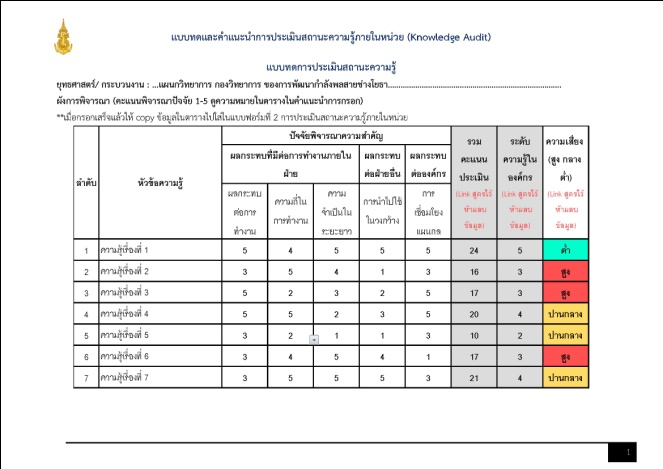 แบบทดและคำแนะนำการประเมินสถานะความรู้ภายในหน่วย (Knowledge Audit)
แบบทดการประเมินสถานะความรู้
ยุทธศาสตร์/ กระบวนงาน : ...แผนกวิทยาการ กองวิทยาการ ของการพัฒนากำลังพลสายช่างโยธา...
ผังการพิจารณา (คะแนนพิจารณาปัจจัย 1-5 ดูความหมายในตารางในคำแนะนำการกรอก)
**เมื่อกรอกเสร็จแล้วให้ copy ข้อมูลในตารางไปใส่ในแบบฟอร์มที่ 2 การประเมินสถานะความรู้ภายในหน่วย
ลำดับ หัวข้อความรู้ ปัจจัยพิจารณาความสำคัญ รวมคะแนนประเมิน (Link สูตรไว้ห้ามลบข้อมูล) ระดับความรู้ในองค์กร (Link สูตรไว้ห้ามลบข้อมูล) ความเสี่ยง (สูง กลาง ต่ำ)
ผลกระทบที่มีต่อการทำงานภายในฝ่าย ผลกระทบต่อฝ่ายอื่น ผลกระทบต่อองค์กร
ผลกระทบต่อการทำงาน ความถี่ในการทำงาน ความจำเป็นในระยะยาว การนำไปใช้ในวงกว้าง การเชื่อมโยงแผนกล
1 ความรู้เรื่องที่ 1 5 4 5 5 5 24 5 ต่ำ
2 ความรู้เรื่องที่ 2 3 5 4 1 3 16 3 สูง
3 ความรู้เรื่องที่ 3 5 2 3 2 5 17 3 สูง
4 ความรู้เรื่องที่ 4 5 5 2 3 5 20 4 ปานกลาง
5 ความรู้เรื่องที่ 5 3 2 1 1 3 10 2 ปานกลาง
6 ความรู้เรื่องที่ 6 3 4 5 4 1 17 3 สูง
7 ความรู้เรื่องที่ 7 3 5 5 5 3 21 4 ปานกลาง
1